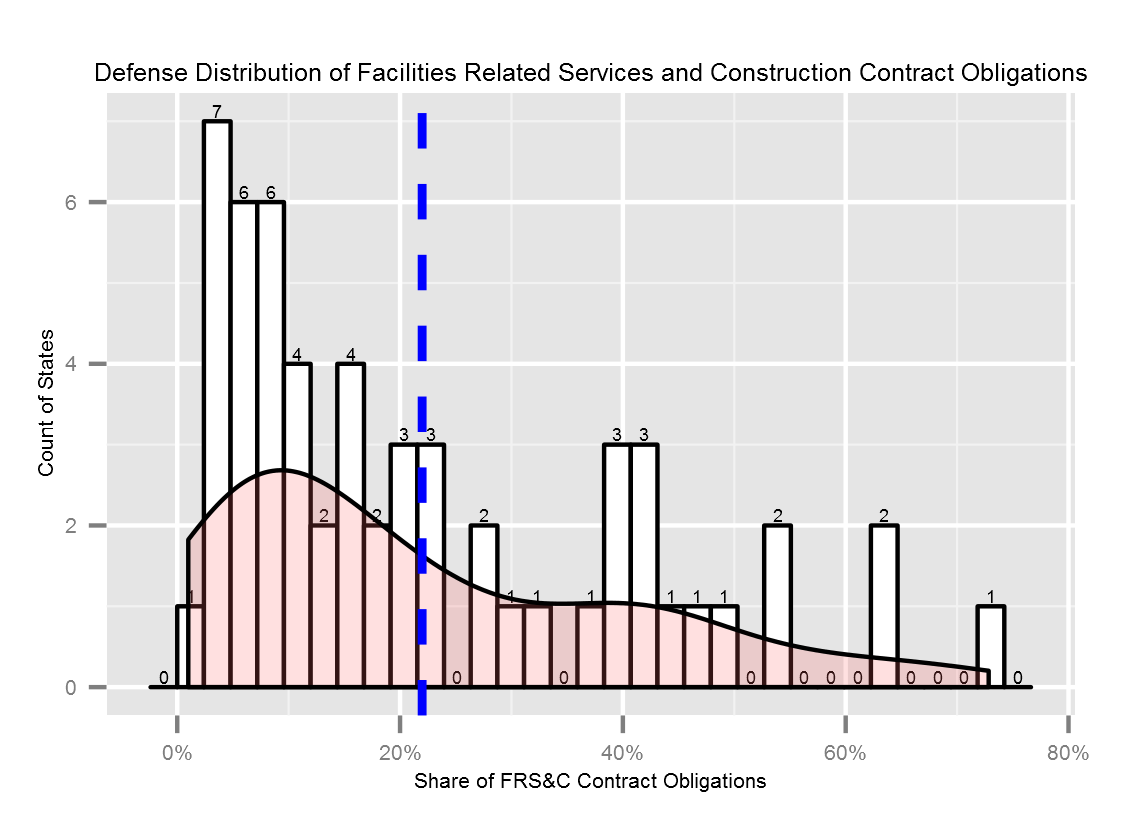 Defense Distribution of Facilities Related Services and Construction Contract Obligations
7
6 6
6
4 4
4
3 3 3 3
2 2 2 2 2
2
1 1 1 1 1 1 1 1
0 0 0 0 0 0 0 0 0 0 0
0
0% 20% 40% 60% 80%
Share of FRS&C Contract Obligations
Count of States